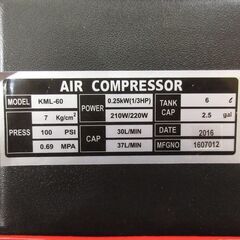 AIR COMPRESSOR
MODEL KML-60 POWER 0.25kW(1/3HP) TANK CAP 6 ℓ
210W/220W 2.5 gal
PRESS 7 Kg/cm²
100 PSI CAP 30L/MIN DATE 2016
0.69 MPA 37L/MIN MFGNO 1607012